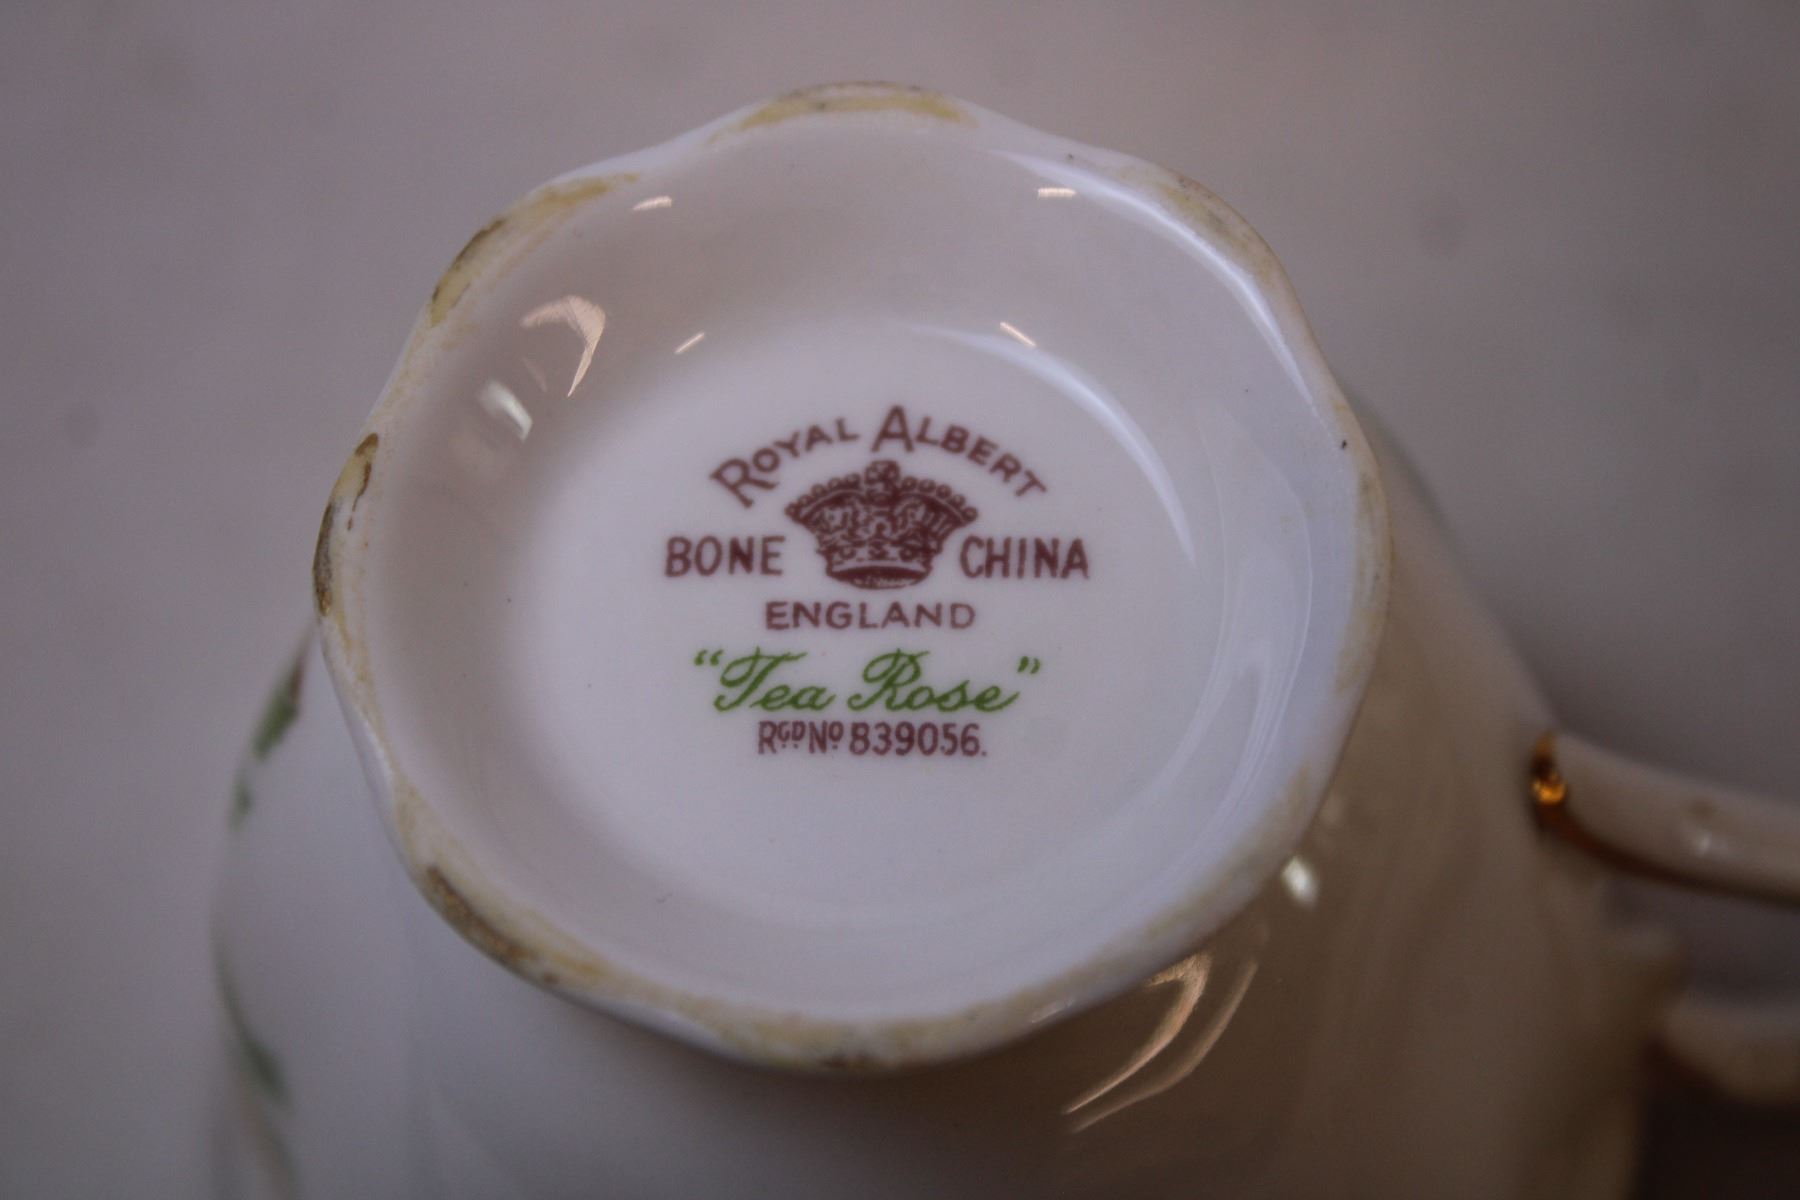 ROYAL ALBERT
BONE CHINA
ENGLAND
"Tea Rose"
RGD No 839056.